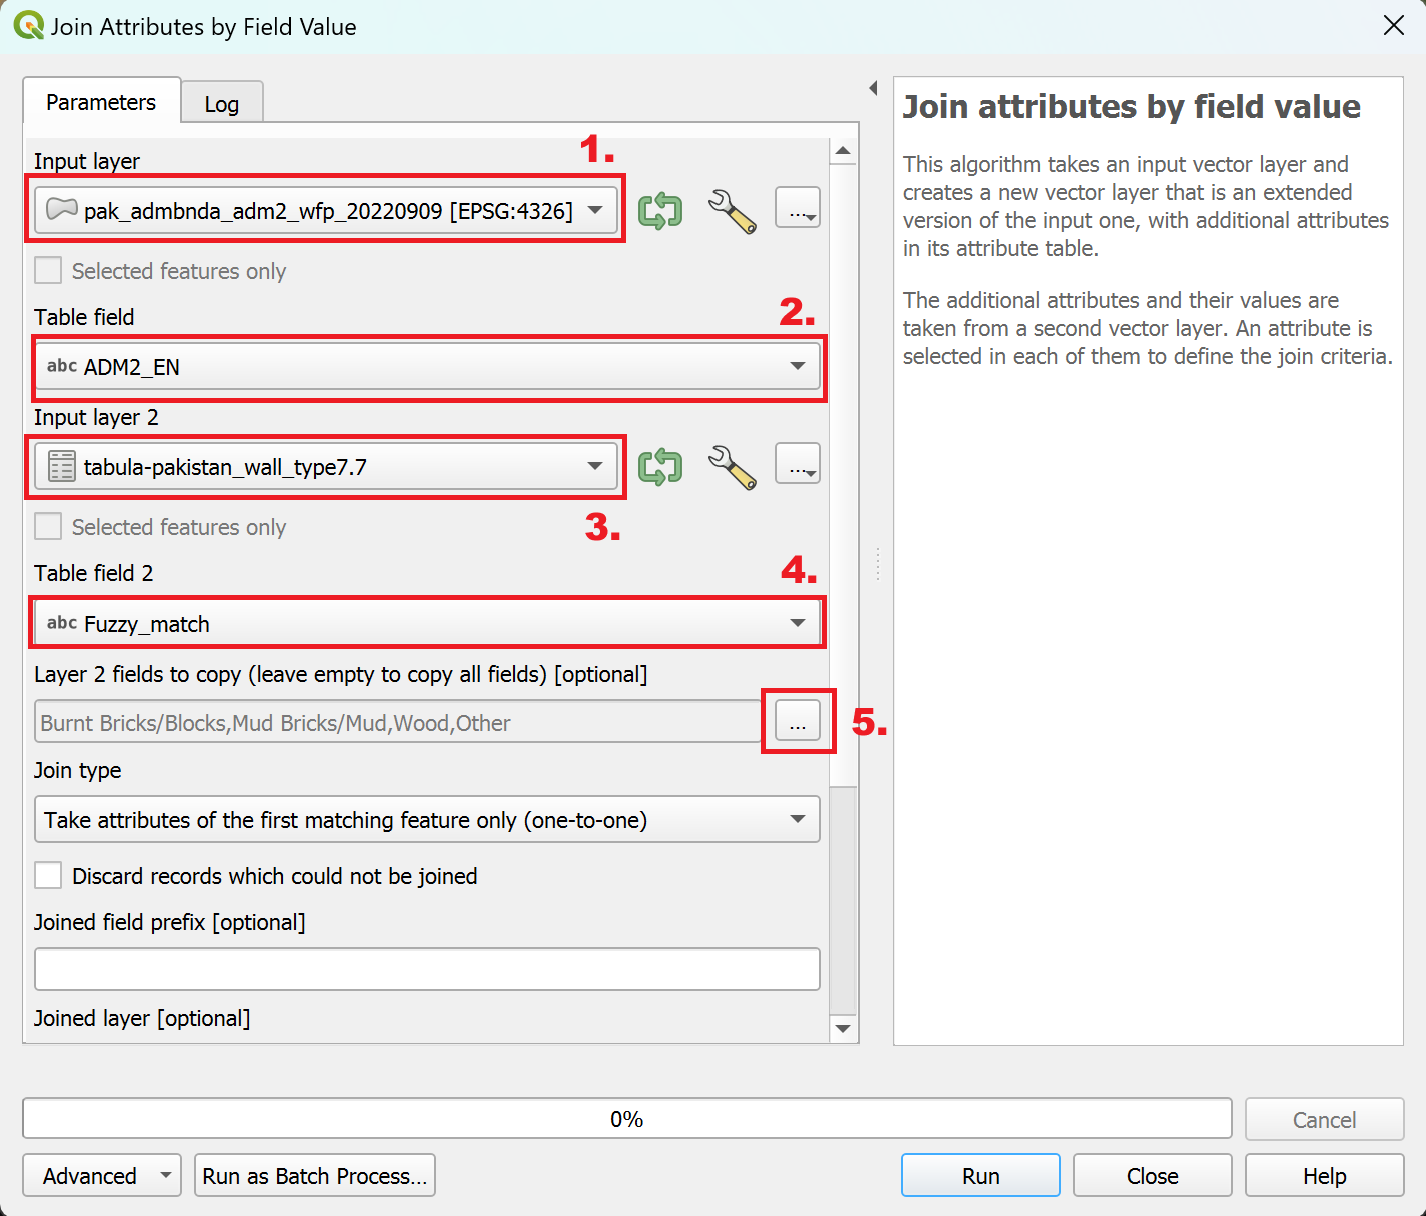 Join Attributes by Field Value
Parameters
Log
Input layer
1.
pak_admbnda_adm2_wfp_20220909 [EPSG:4326]
...
Selected features only
Table field
2.
abc ADM2_EN
Input layer 2
tabula-pakistan_wall_type7.7
...
Selected features only
3.
Table field 2
4.
abc Fuzzy_match
Layer 2 fields to copy (leave empty to copy all fields) [optional]
Burnt Bricks/Blocks,Mud Bricks/Mud,Wood,Other
...
5.
Join type
Take attributes of the first matching feature only (one-to-one)
Discard records which could not be joined
Joined field prefix [optional]
Joined layer [optional]
Join attributes by field value
This algorithm takes an input vector layer and
creates a new vector layer that is an extended
version of the input one, with additional attributes
in its attribute table.
The additional attributes and their values are
taken from a second vector layer. An attribute is
selected in each of them to define the join criteria.
0%
Cancel
Advanced
Run as Batch Process...
Run
Close
Help